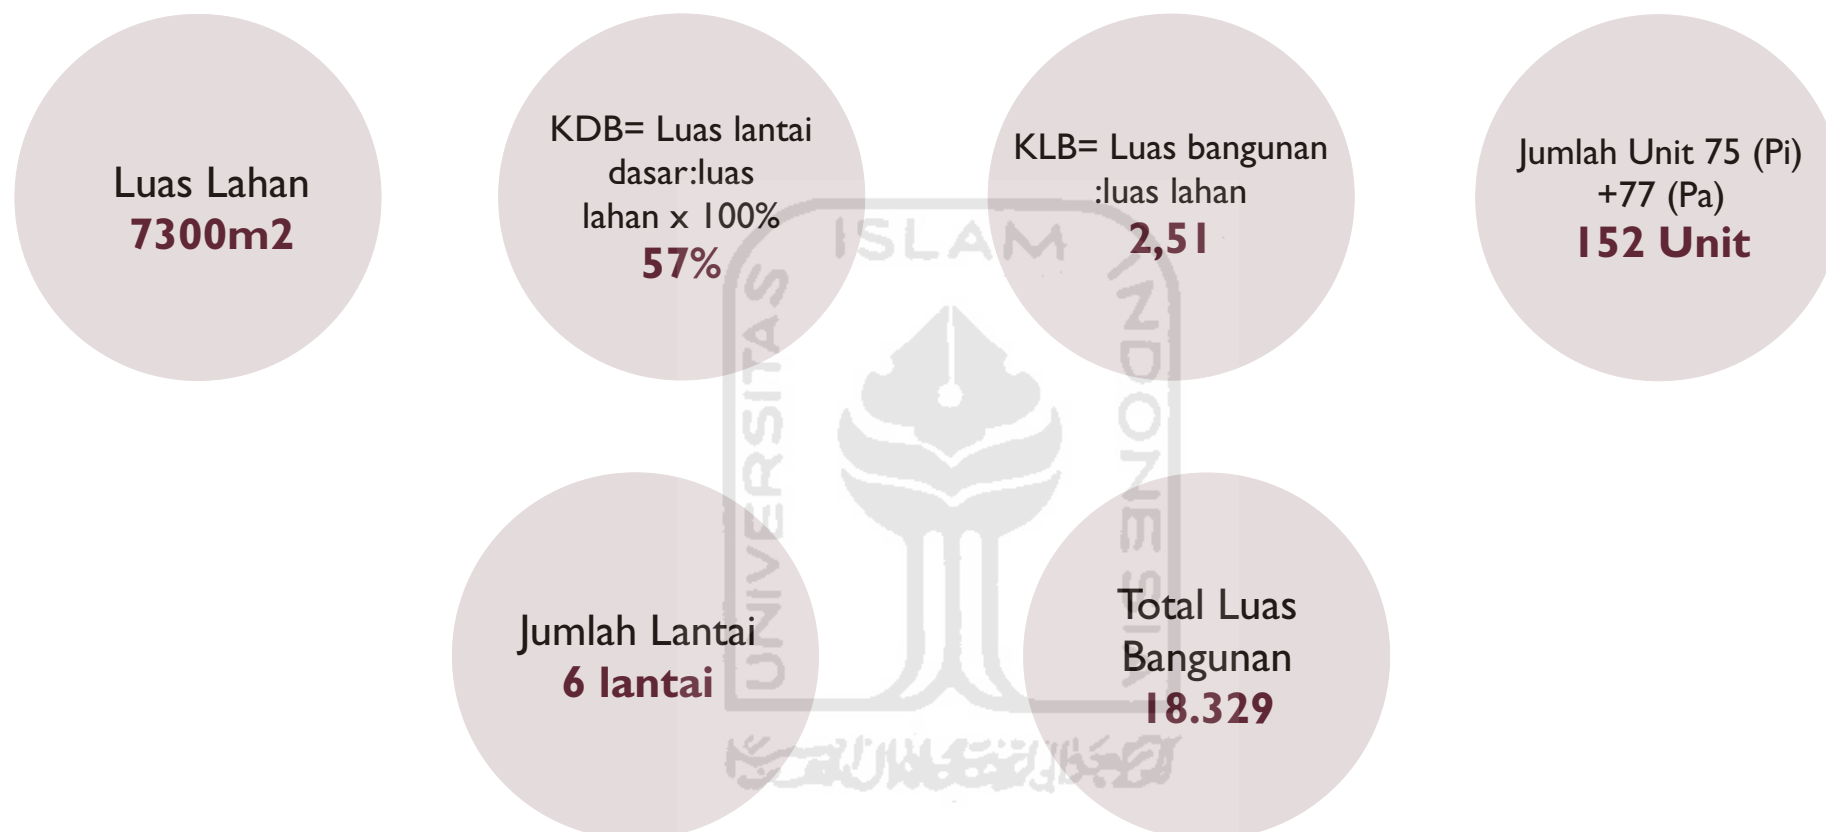 Luas Lahan
7300m2
KDB= Luas lantai
dasar:luas
lahan x 100%
57%
KLB= Luas bangunan
:luas lahan
2,51
Jumlah Unit 75 (Pi)
+77 (Pa)
152 Unit
Jumlah Lantai
6 lantai
Total Luas
Bangunan
18.329
UNIVERSITAS
ISLAM
INDONESIA